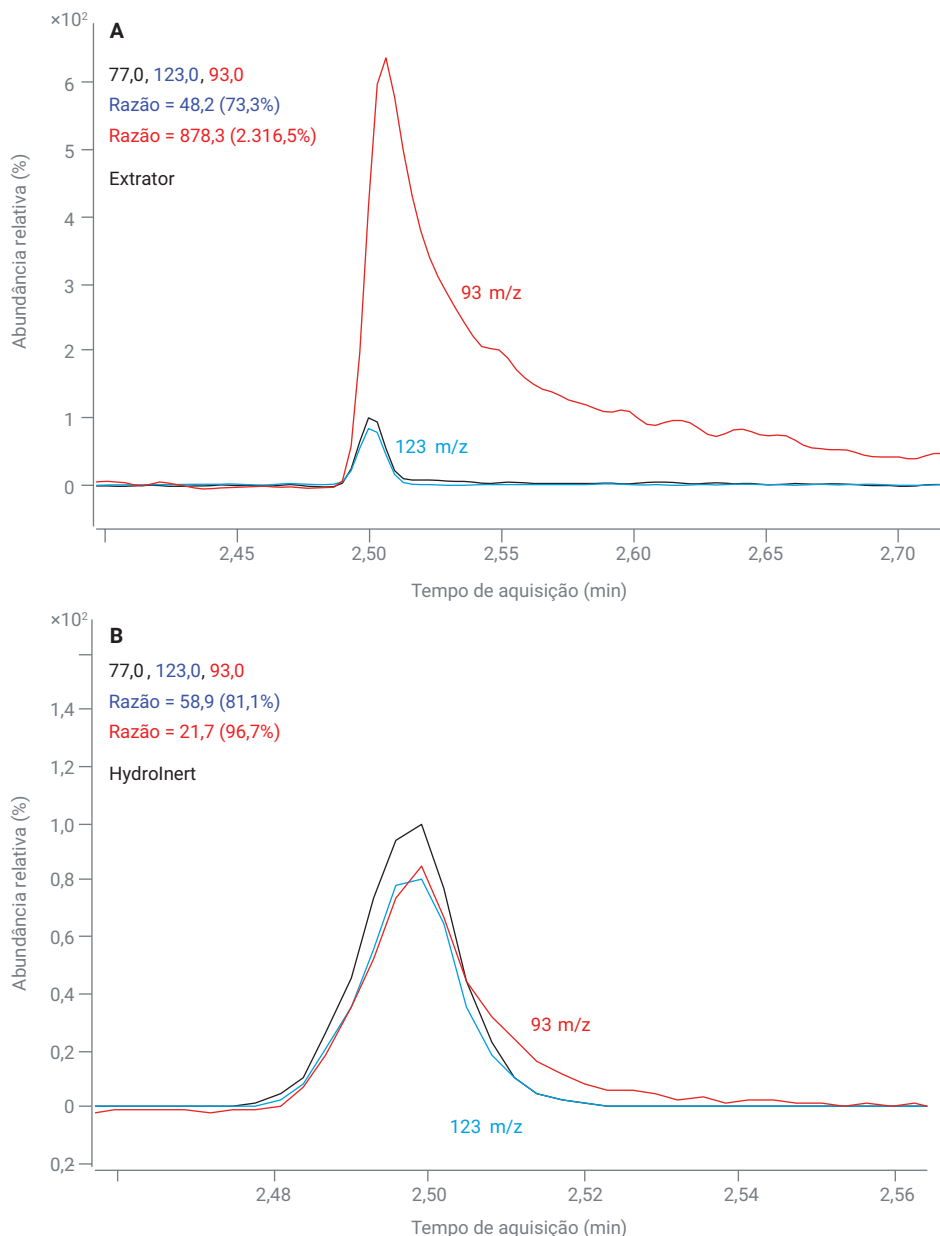 ×10²
A
77,0, 123,0, 93,0
Razão = 48,2 (73,3%)
Razão = 878,3 (2.316,5%)
Extrator
Abundância relativa (%)
6
5
4
3
2
1
0
93 m/z
123 m/z
2,45 2,50 2,55 2,60 2,65 2,70
Tempo de aquisição (min)
×10²
B
77,0 , 123,0, 93,0
Razão = 58,9 (81,1%)
Razão = 21,7 (96,7%)
HydroInert
Abundância relativa (%)
1,4
1,2
1,0
0,8
0,6
0,4
0,2
0
0,2
93 m/z
123 m/z
2,48 2,50 2,52 2,54 2,56
Tempo de aquisição (min)